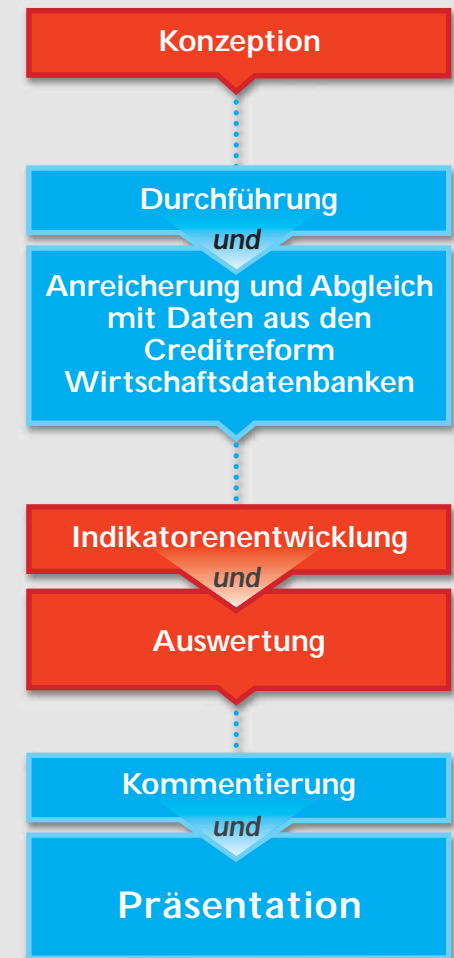 Konzeption
Durchführung
und
Anreicherung und Abgleich
mit Daten aus den
Creditreform
Wirtschaftsdatenbanken
Indikatorenentwicklung
und
Auswertung
Kommentierung
und
Präsentation